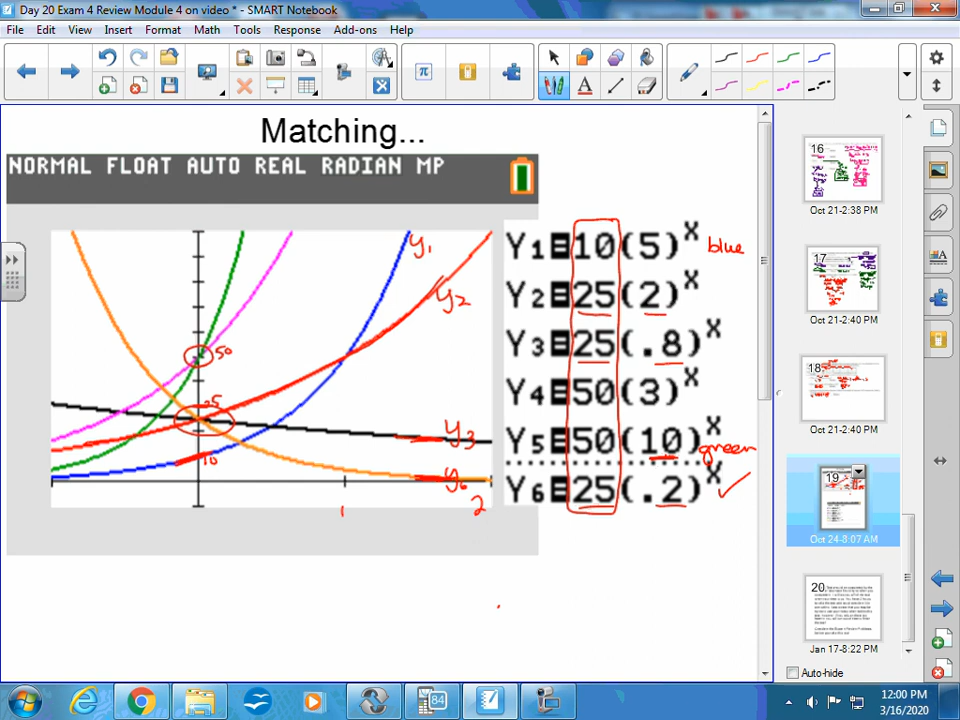 Day 20 Exam 4 Review Module 4 on video * - SMART Notebook
File Edit View Insert Format Math Tools Response Add-ons Help
Matching...
NORMAL FLOAT AUTO REAL RADIAN MP
y₁
y₂
50
25
10
y₃
y₆
1
2
Y1=10(5)^X blue
Y2=25(2)^X
Y3=25(.8)^X
Y4=50(3)^X
Y5=50(10)^X green
Y6=25(.2)^X ✓
16
Oct 21-2:38 PM
17
Oct 21-2:40 PM
18
Oct 21-2:40 PM
19
Oct 24-8:07 AM
20
Jan 17-8:22 PM
Auto-hide
84
12:00 PM
3/16/2020